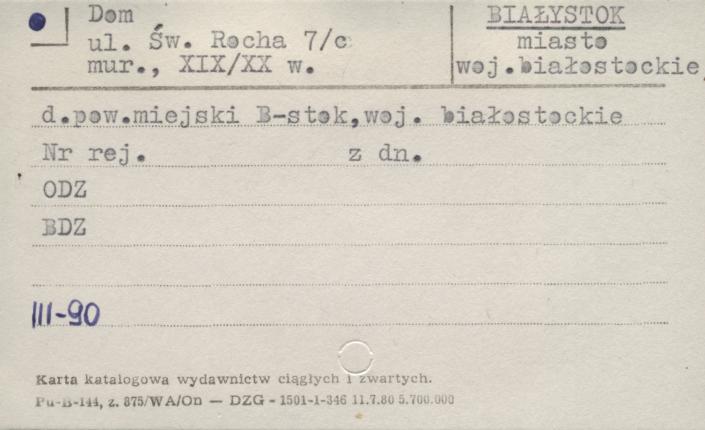 Dom
ul. Św. Rocha 7/c
mur., XIX/XX w.
BIAŁYSTOK
miasto
woj.białostockie,
d.pow.miejski B-stok,woj. białostockie
Nr rej. z dn.
ODZ
BDZ
III-90
Karta katalogowa wydawnictw ciągłych i zwartych.
Pu-B-144, z. 875/WA/On — DZG - 1501-1-346 11.7.80 5.700.000